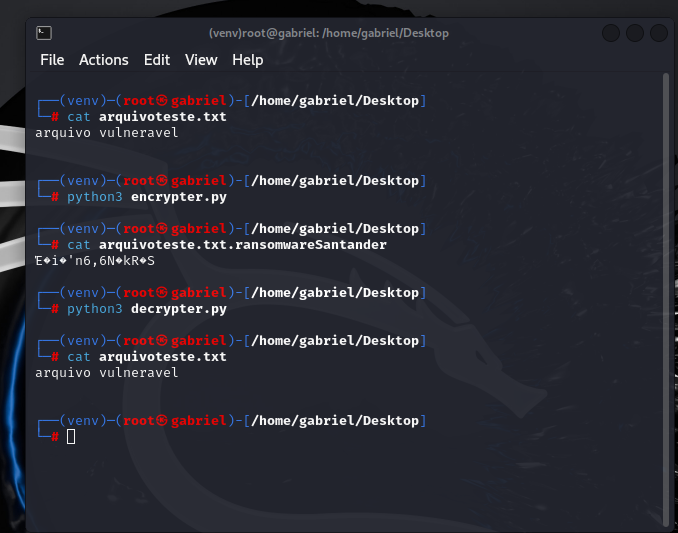 (venv)root@gabriel: /home/gabriel/Desktop
File Actions Edit View Help
┌──(venv)─(root㉿gabriel)-[/home/gabriel/Desktop]
└─# cat arquivoteste.txt
arquivo vulneravel
┌──(venv)─(root㉿gabriel)-[/home/gabriel/Desktop]
└─# python3 encrypter.py
┌──(venv)─(root㉿gabriel)-[/home/gabriel/Desktop]
└─# cat arquivoteste.txt.ransomwareSantander
Έ�i�'n6,6N�kR�S
┌──(venv)─(root㉿gabriel)-[/home/gabriel/Desktop]
└─# python3 decrypter.py
┌──(venv)─(root㉿gabriel)-[/home/gabriel/Desktop]
└─# cat arquivoteste.txt
arquivo vulneravel
┌──(venv)─(root㉿gabriel)-[/home/gabriel/Desktop]
└─#